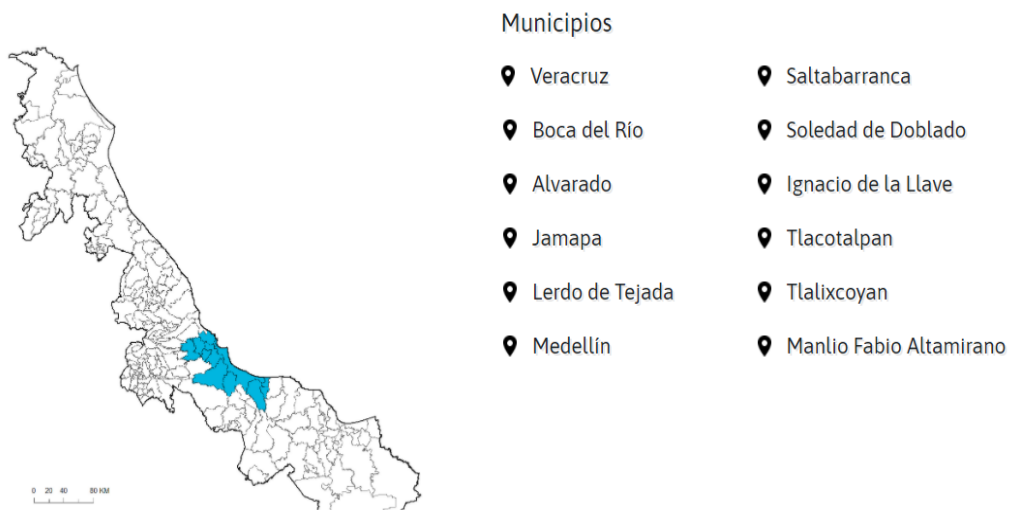 Municipios
Veracruz
Boca del Río
Alvarado
Jamapa
Lerdo de Tejada
Medellín
Saltabarranca
Soledad de Doblado
Ignacio de la Llave
Tlacotalpan
Tlalixcoyan
Manlio Fabio Altamirano
0 20 40 80 KM